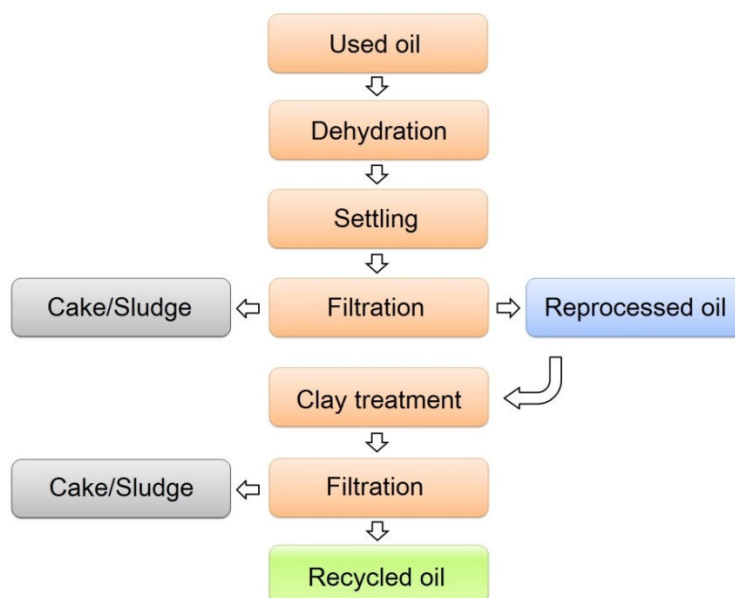 Used oil
Dehydration
Settling
Cake/Sludge
Filtration
Reprocessed oil
Clay treatment
Cake/Sludge
Filtration
Recycled oil